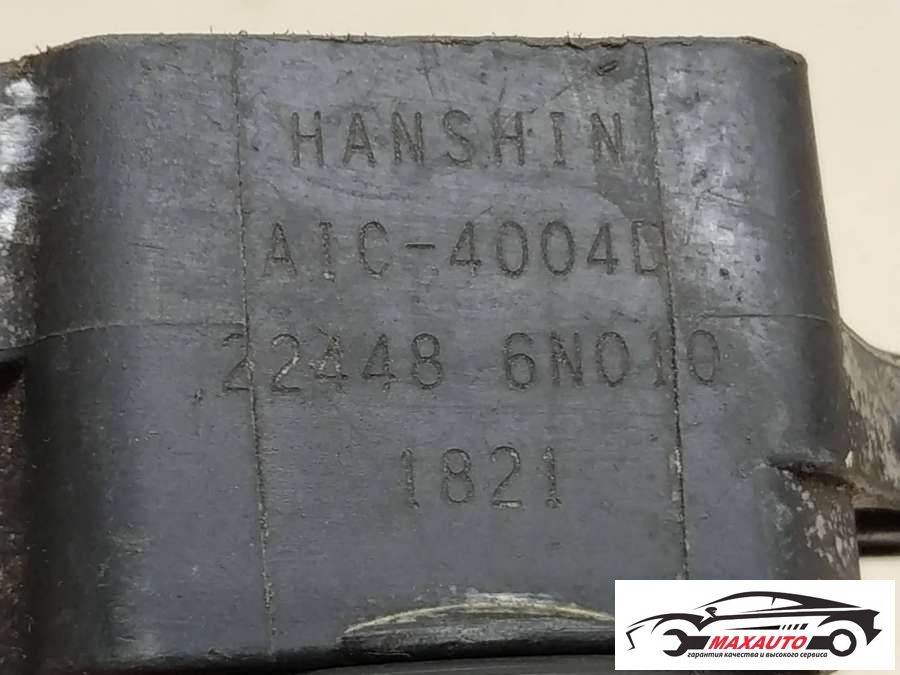 HANSHIN
AIC-4004D
22448 6N010
1821
MAXAUTO
гарантия качества и высокого сервиса